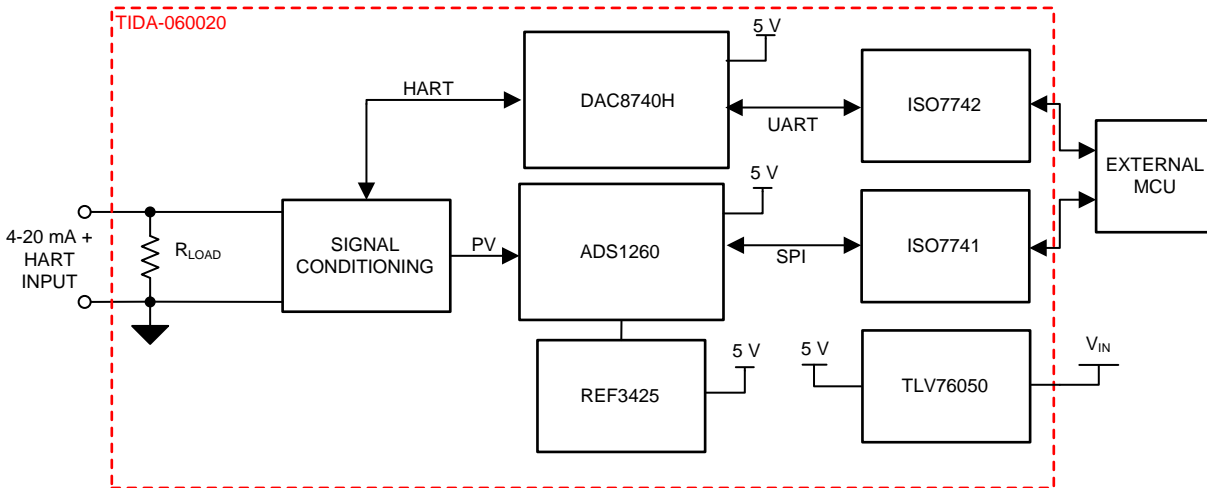 TIDA-060020
5 V
HART
DAC8740H
UART
ISO7742
EXTERNAL
MCU
4-20 mA +
HART
INPUT
RLOAD
SIGNAL
CONDITIONING
PV
5 V
ADS1260
SPI
ISO7741
REF3425
5 V
5 V
TLV76050
VIN